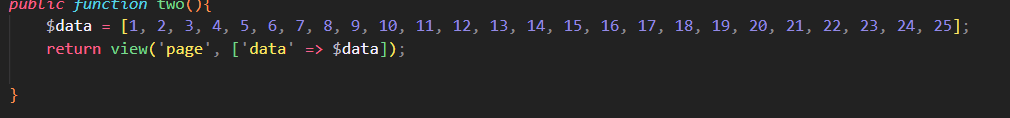 public function two(){
$data = [1, 2, 3, 4, 5, 6, 7, 8, 9, 10, 11, 12, 13, 14, 15, 16, 17, 18, 19, 20, 21, 22, 23, 24, 25];
return view('page', ['data' => $data]);
}